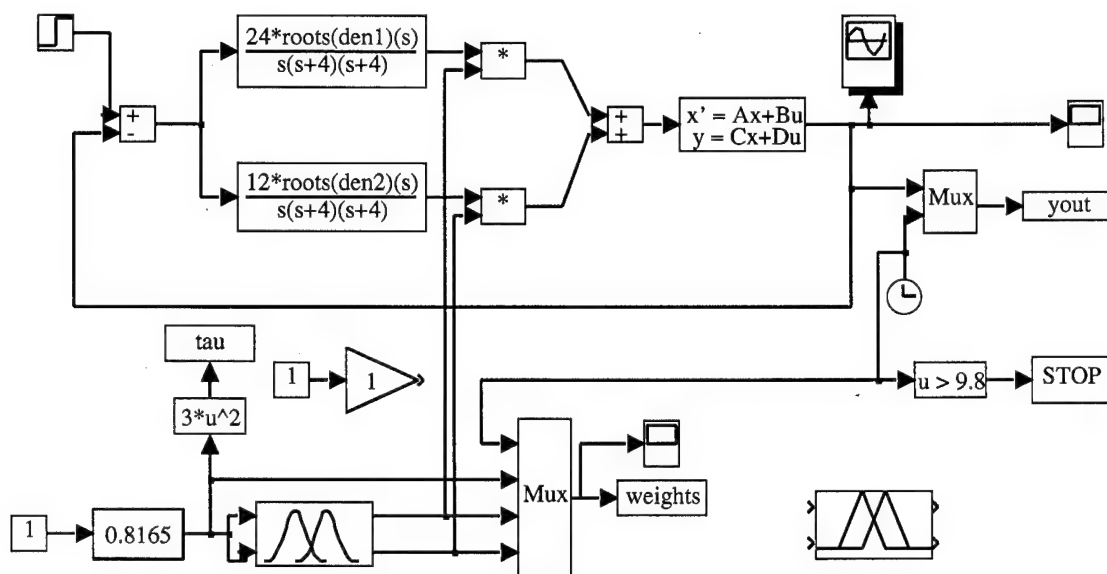 24*roots(den1)(s)
s(s+4)(s+4)
*
+
-
+
+
x' = Ax+Bu
y = Cx+Du
12*roots(den2)(s)
s(s+4)(s+4)
*
Mux
yout
tau
1
1
u > 9.8
STOP
3*u^2
Mux
weights
1
0.8165